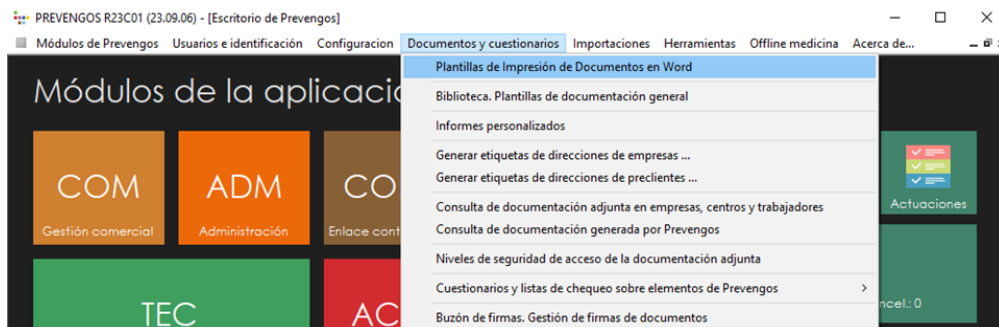 PREVENGOS R23C01 (23.09.06) - [Escritorio de Prevengos]
Módulos de Prevengos Usuarios e identificación Configuracion Documentos y cuestionarios Importaciones Herramientas Offline medicina Acerca de...
Plantillas de Impresión de Documentos en Word
Módulos de la aplicació
Biblioteca. Plantillas de documentación general
Informes personalizados
Generar etiquetas de direcciones de empresas ...
Generar etiquetas de direcciones de preclientes ...
COM
Gestión comercial
ADM
Administración
CO
Enlace cont
Actuaciones
Consulta de documentación adjunta en empresas, centros y trabajadores
Consulta de documentación generada por Prevengos
Niveles de seguridad de acceso de la documentación adjunta
Cuestionarios y listas de chequeo sobre elementos de Prevengos
Buzón de firmas. Gestión de firmas de documentos
TEC
AC
ncel.: 0